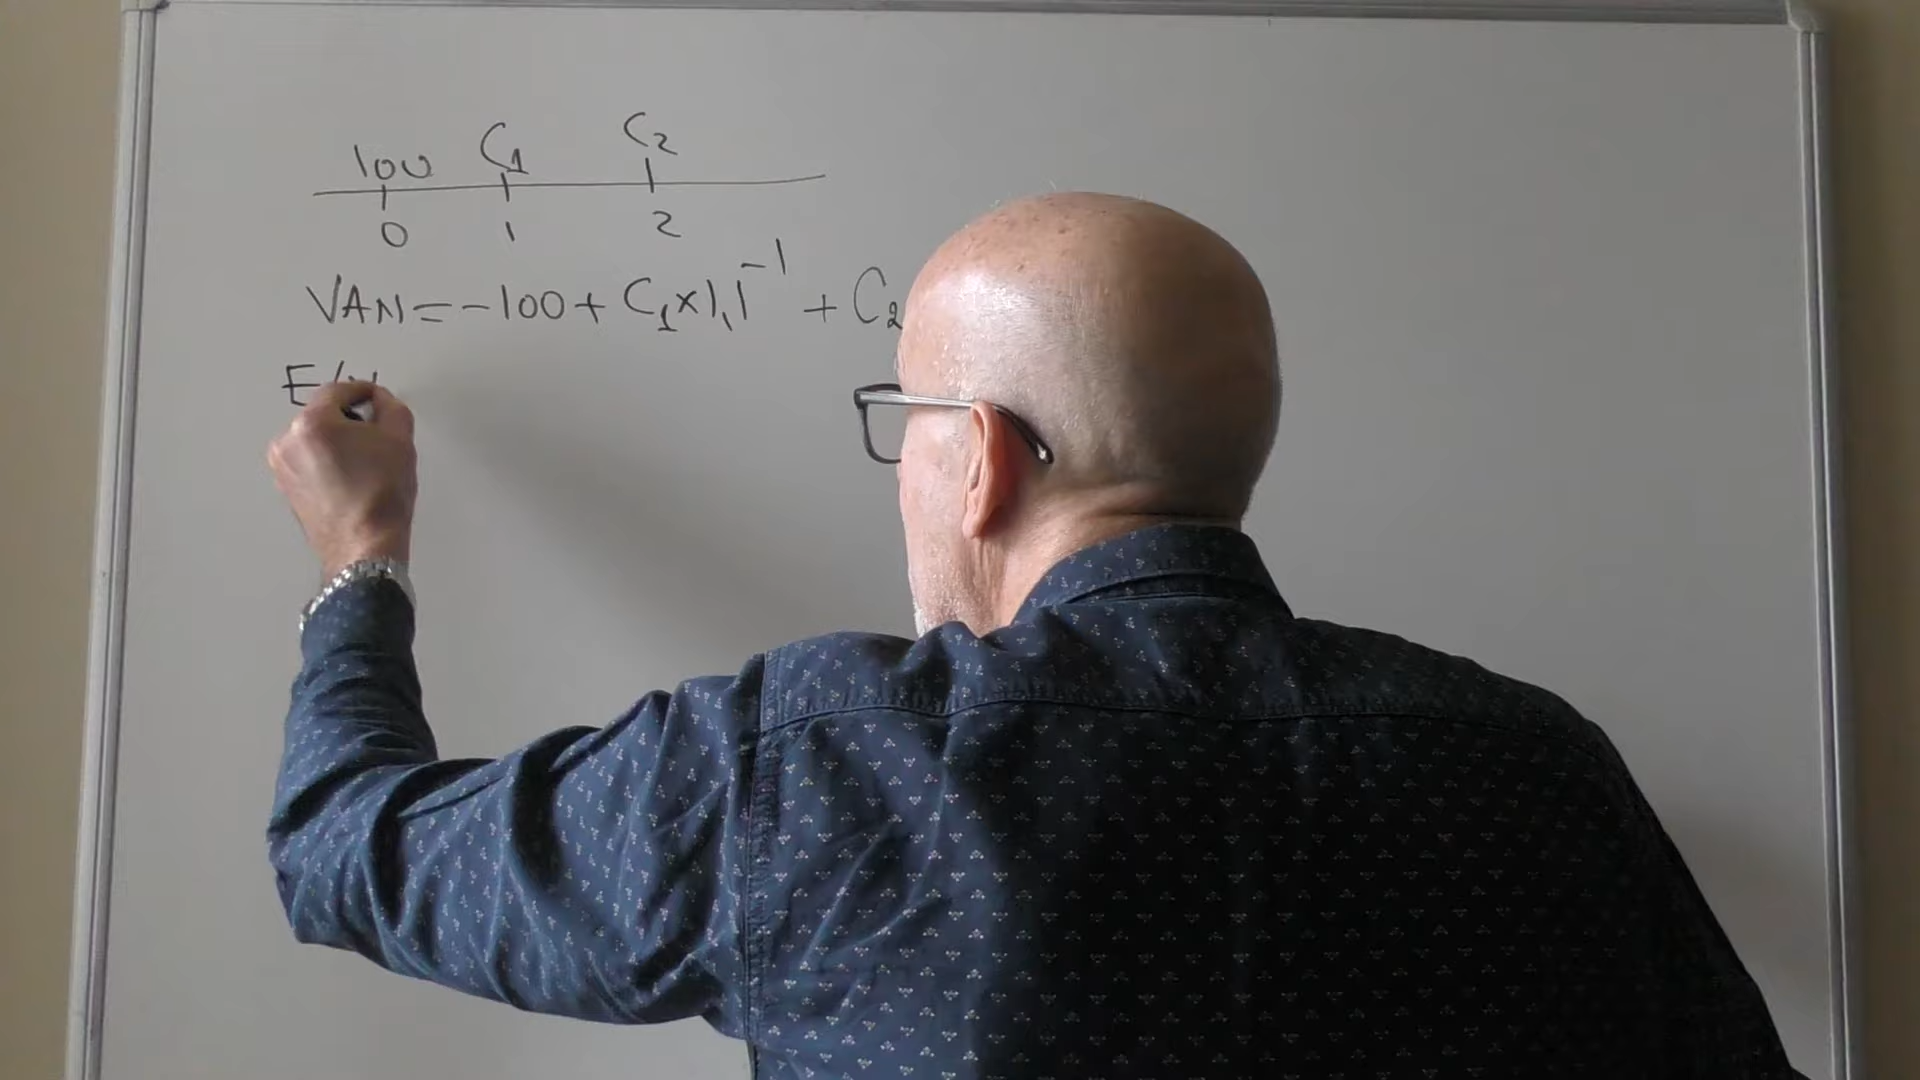 100 C₁ C₂
0 1 2
VAN = -100 + C₁ x 1,1⁻¹ + C₂
E(